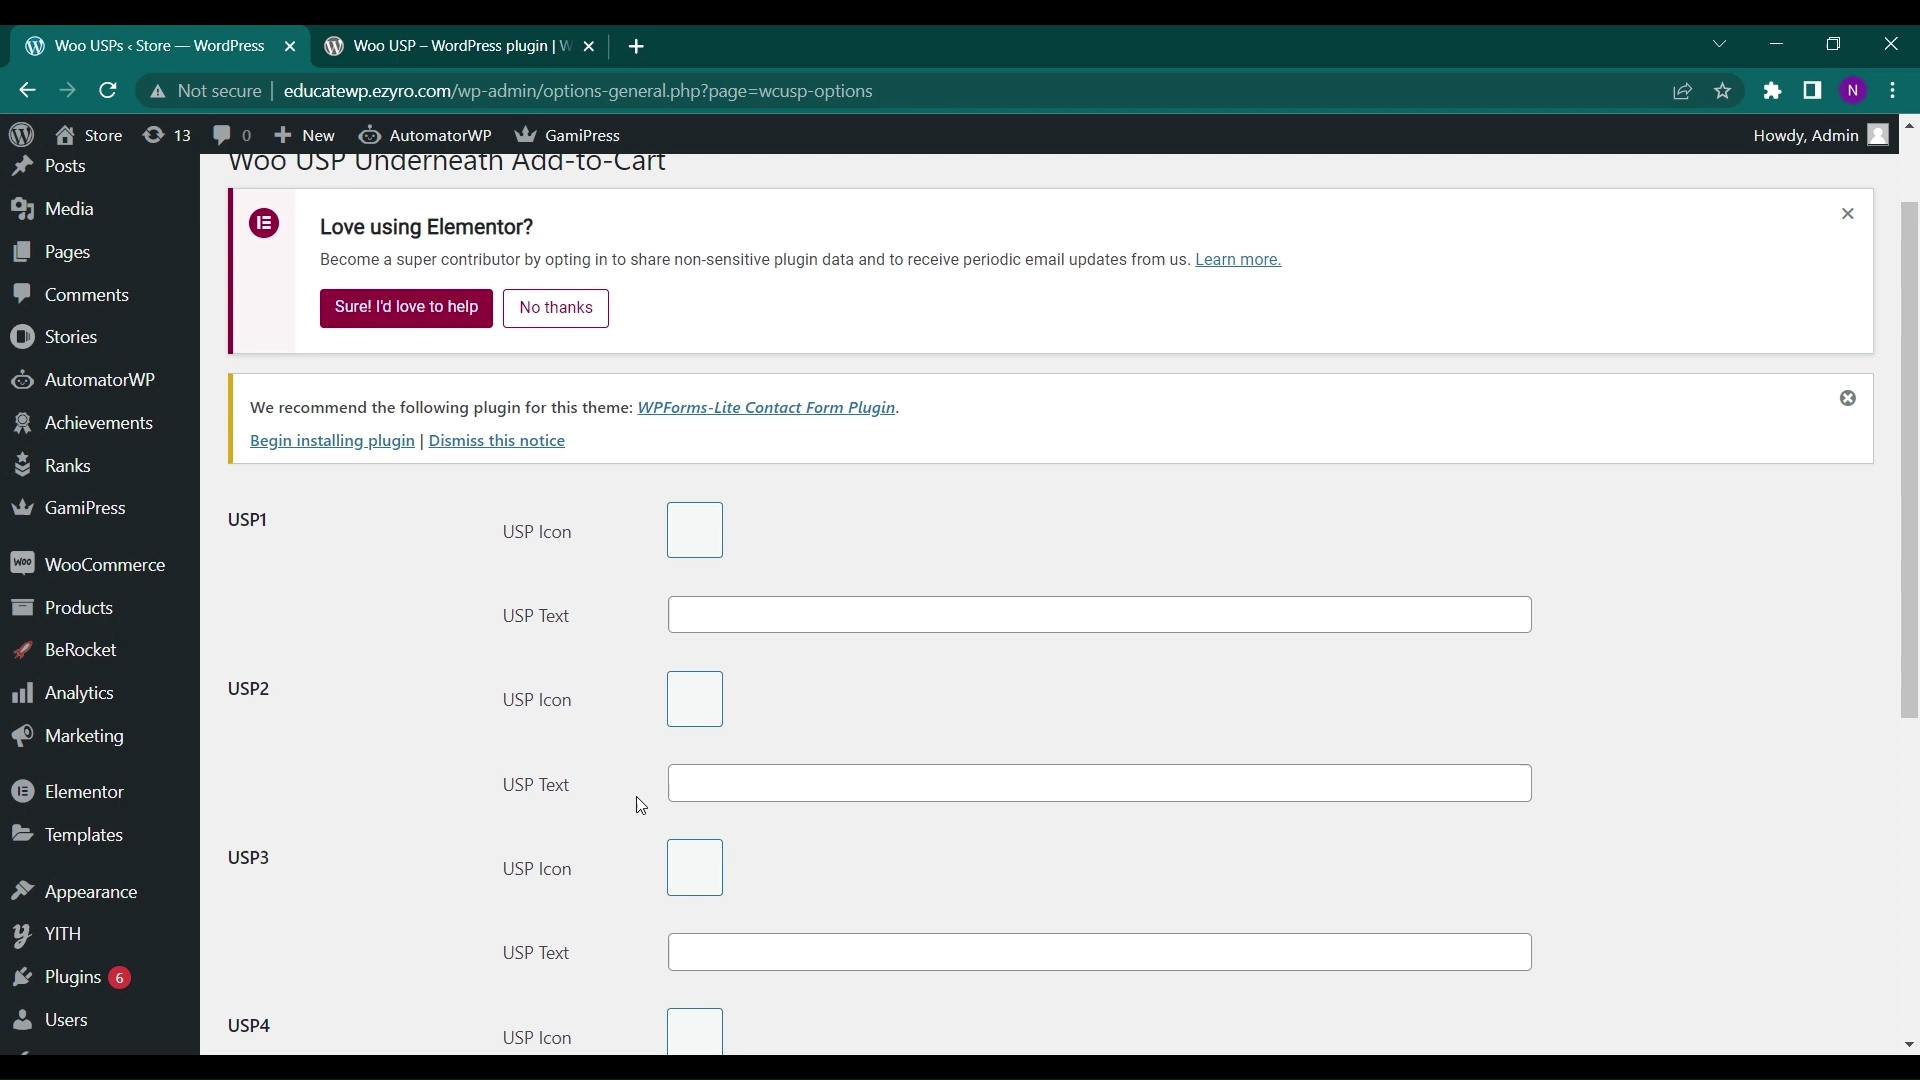 Woo USPs ‹ Store — WordPress
Woo USP – WordPress plugin | W
Not secure
educatewp.ezyro.com/wp-admin/options-general.php?page=wcusp-options
N
Store
13
0
New
AutomatorWP
GamiPress
Howdy, Admin
Posts
Media
Pages
Comments
Stories
AutomatorWP
Achievements
Ranks
GamiPress
WooCommerce
Products
BeRocket
Analytics
Marketing
Elementor
Templates
Appearance
YITH
Plugins 6
Users
Woo USP Underneath Add-to-Cart
Love using Elementor?
Become a super contributor by opting in to share non-sensitive plugin data and to receive periodic email updates from us. Learn more.
Sure! I'd love to help
No thanks
We recommend the following plugin for this theme: WPForms-Lite Contact Form Plugin.
Begin installing plugin | Dismiss this notice
USP1
USP Icon
USP Text
USP2
USP Icon
USP Text
USP3
USP Icon
USP Text
USP4
USP Icon